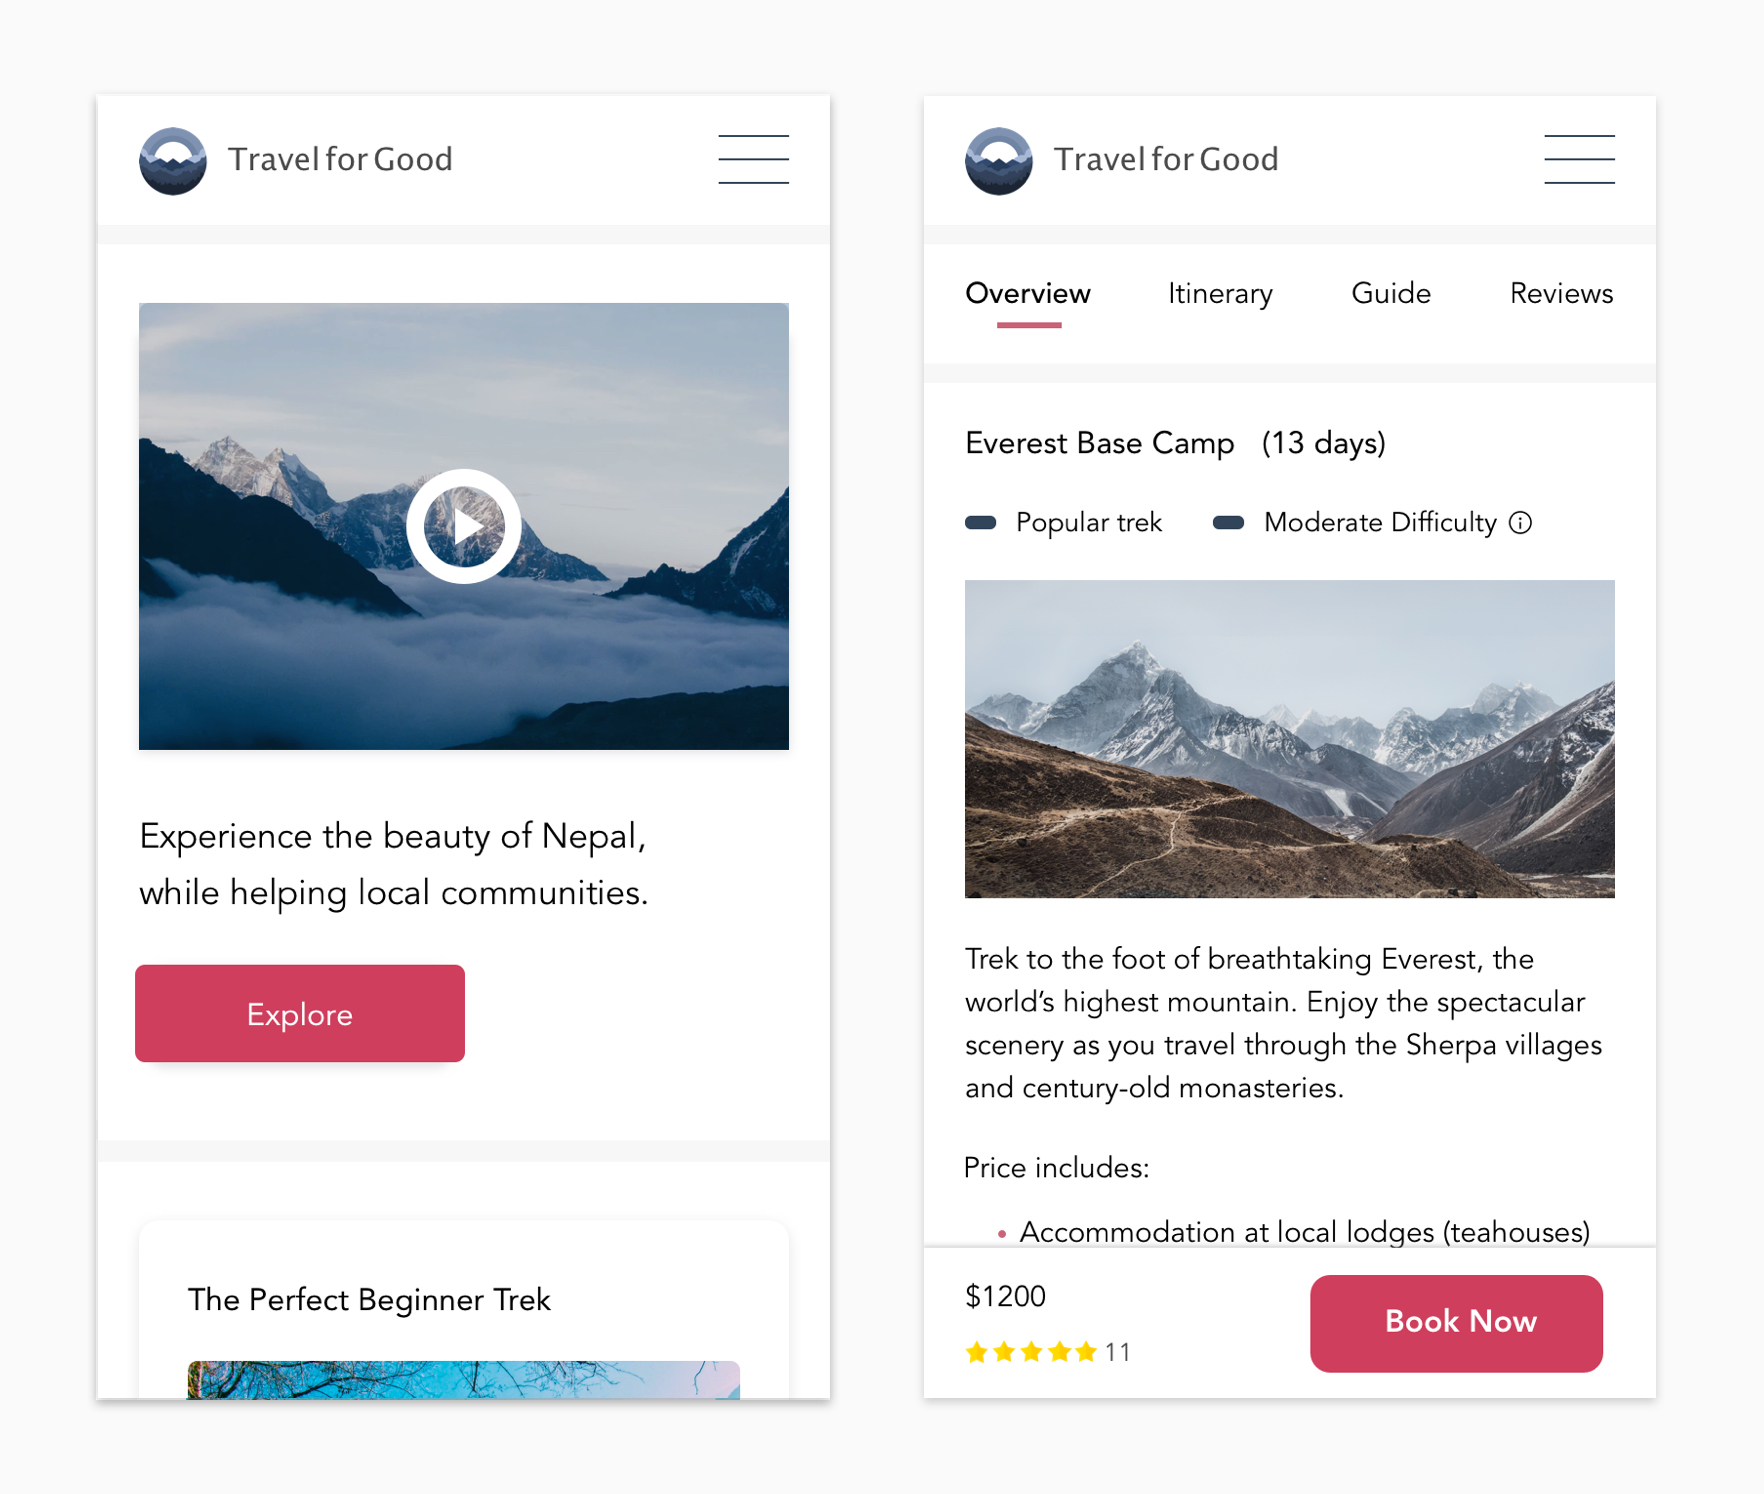 Travel for Good
Experience the beauty of Nepal,
while helping local communities.
Explore
The Perfect Beginner Trek
Travel for Good
Overview Itinerary Guide Reviews
Everest Base Camp (13 days)
Popular trek Moderate Difficulty
Trek to the foot of breathtaking Everest, the
world’s highest mountain. Enjoy the spectacular
scenery as you travel through the Sherpa villages
and century-old monasteries.
Price includes:
• Accommodation at local lodges (teahouses)
$1200
11
Book Now